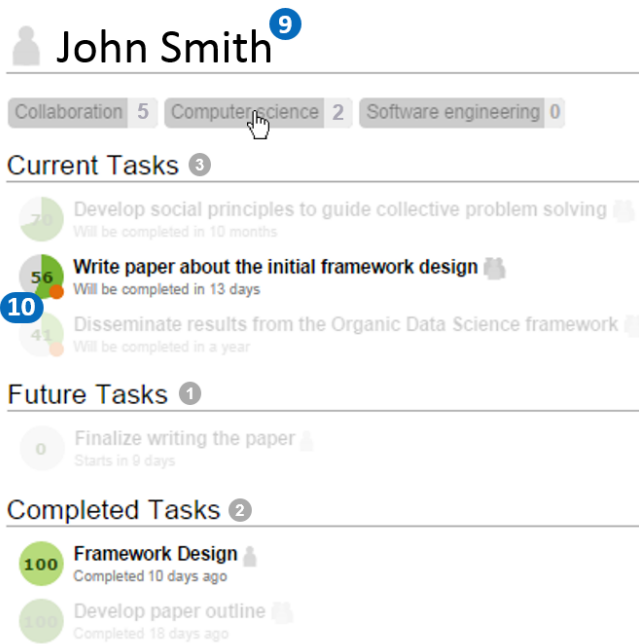 John Smith 9
Collaboration 5 Computer science 2 Software engineering 0
Current Tasks 3
70 Develop social principles to guide collective problem solving
Will be completed in 10 months
56 Write paper about the initial framework design
Will be completed in 13 days
10
41 Disseminate results from the Organic Data Science framework
Will be completed in a year
Future Tasks 1
0 Finalize writing the paper
Starts in 9 days
Completed Tasks 2
100 Framework Design
Completed 10 days ago
100 Develop paper outline
Completed 18 days ago